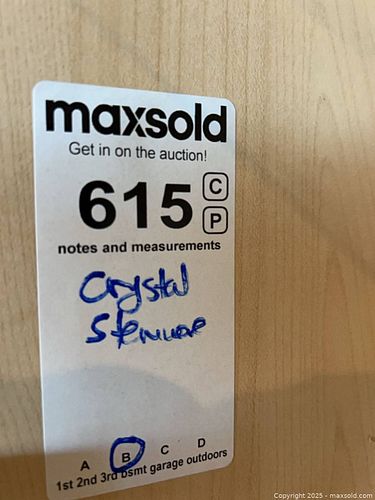 maxsold
Get in on the auction!
615 C
P
notes and measurements
Crystal
Stemware
A B C D
1st 2nd 3rd bsmt garage outdoors
Copyright 2025 - maxsold.com